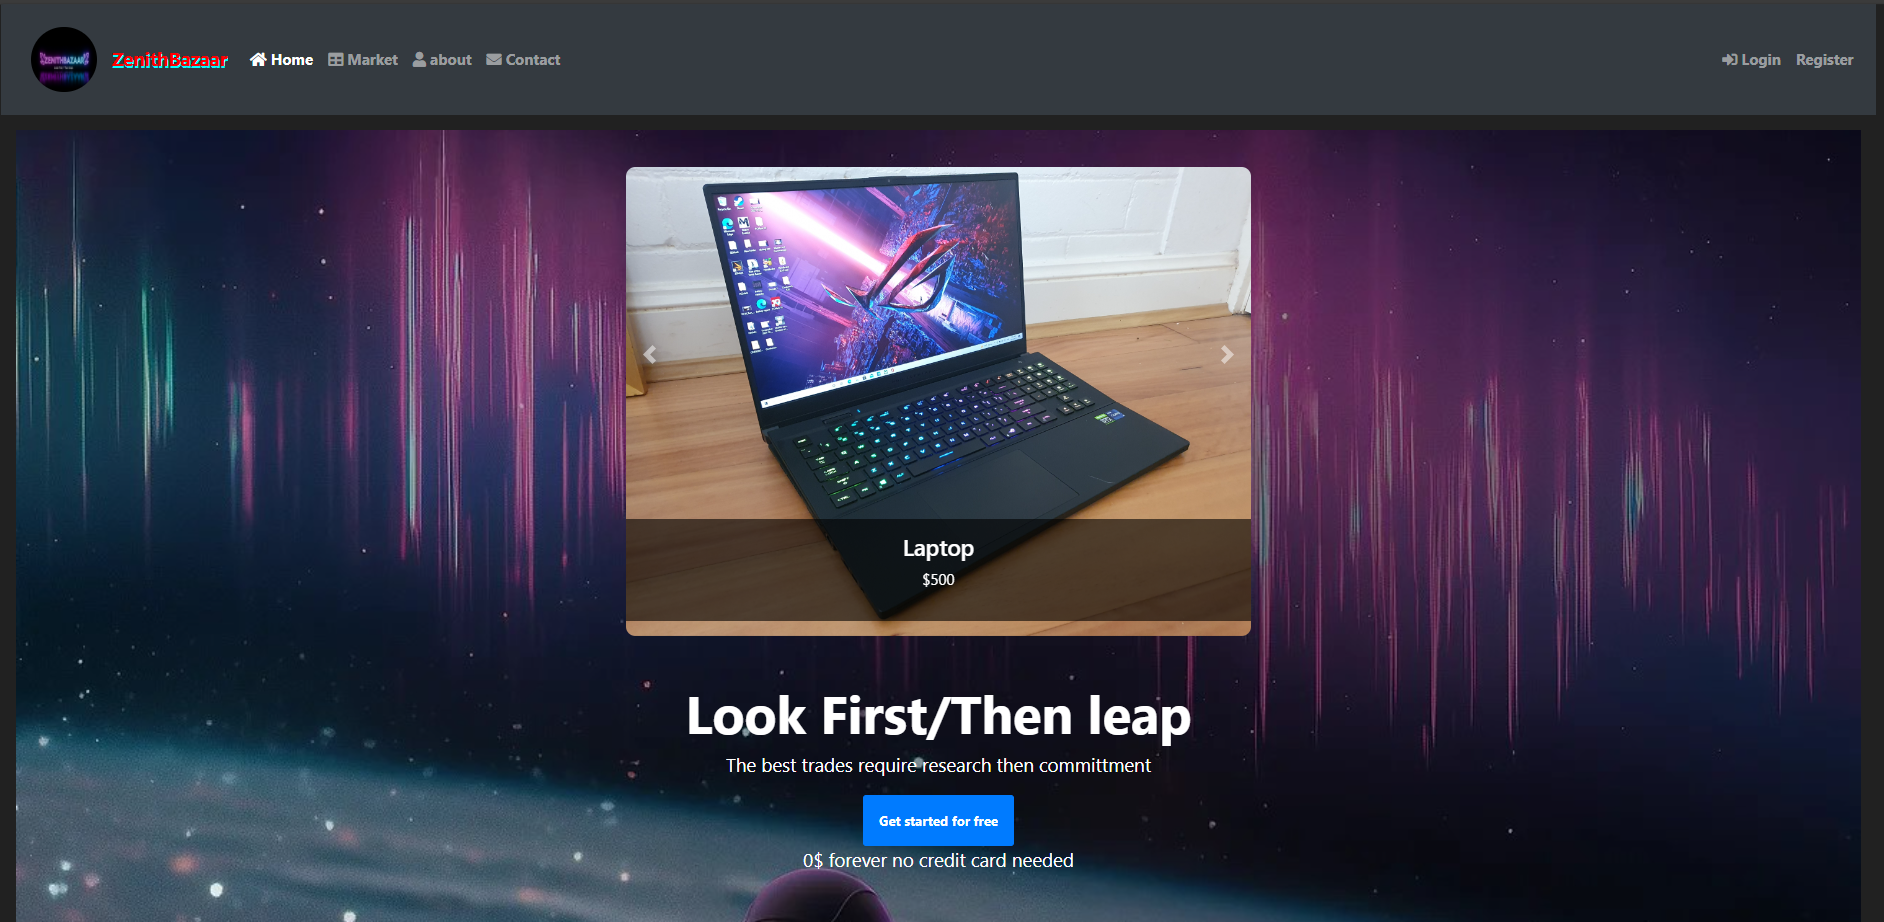 ZENITHBAZAAR
ZenithBazaar
Home
Market
about
Contact
Login
Register
Laptop
$500
Look First/Then leap
The best trades require research then committment
Get started for free
0$ forever no credit card needed